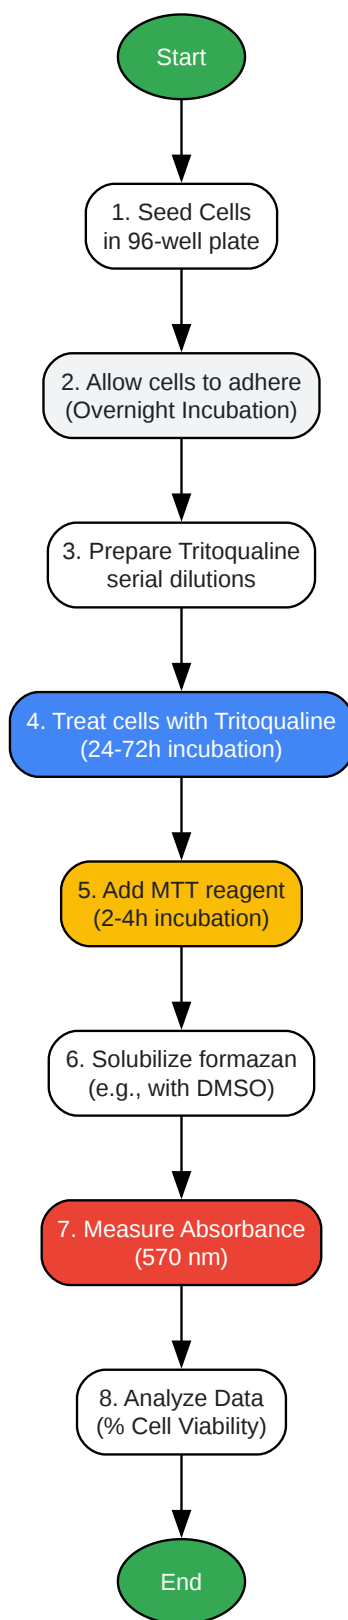 Start
1. Seed Cells
in 96-well plate
2. Allow cells to adhere
(Overnight Incubation)
3. Prepare Tritoqualine
serial dilutions
4. Treat cells with Tritoqualine
(24-72h incubation)
5. Add MTT reagent
(2-4h incubation)
6. Solubilize formazan
(e.g., with DMSO)
7. Measure Absorbance
(570 nm)
8. Analyze Data
(% Cell Viability)
End